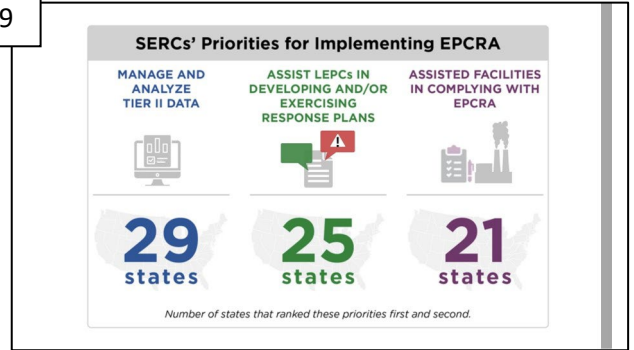 9
SERCs' Priorities for Implementing EPCRA
MANAGE AND
ANALYZE
TIER II DATA
ASSIST LEPCs IN
DEVELOPING AND/OR
EXERCISING
RESPONSE PLANS
ASSISTED FACILITIES
IN COMPLYING WITH
EPCRA
29
states
25
states
21
states
Number of states that ranked these priorities first and second.